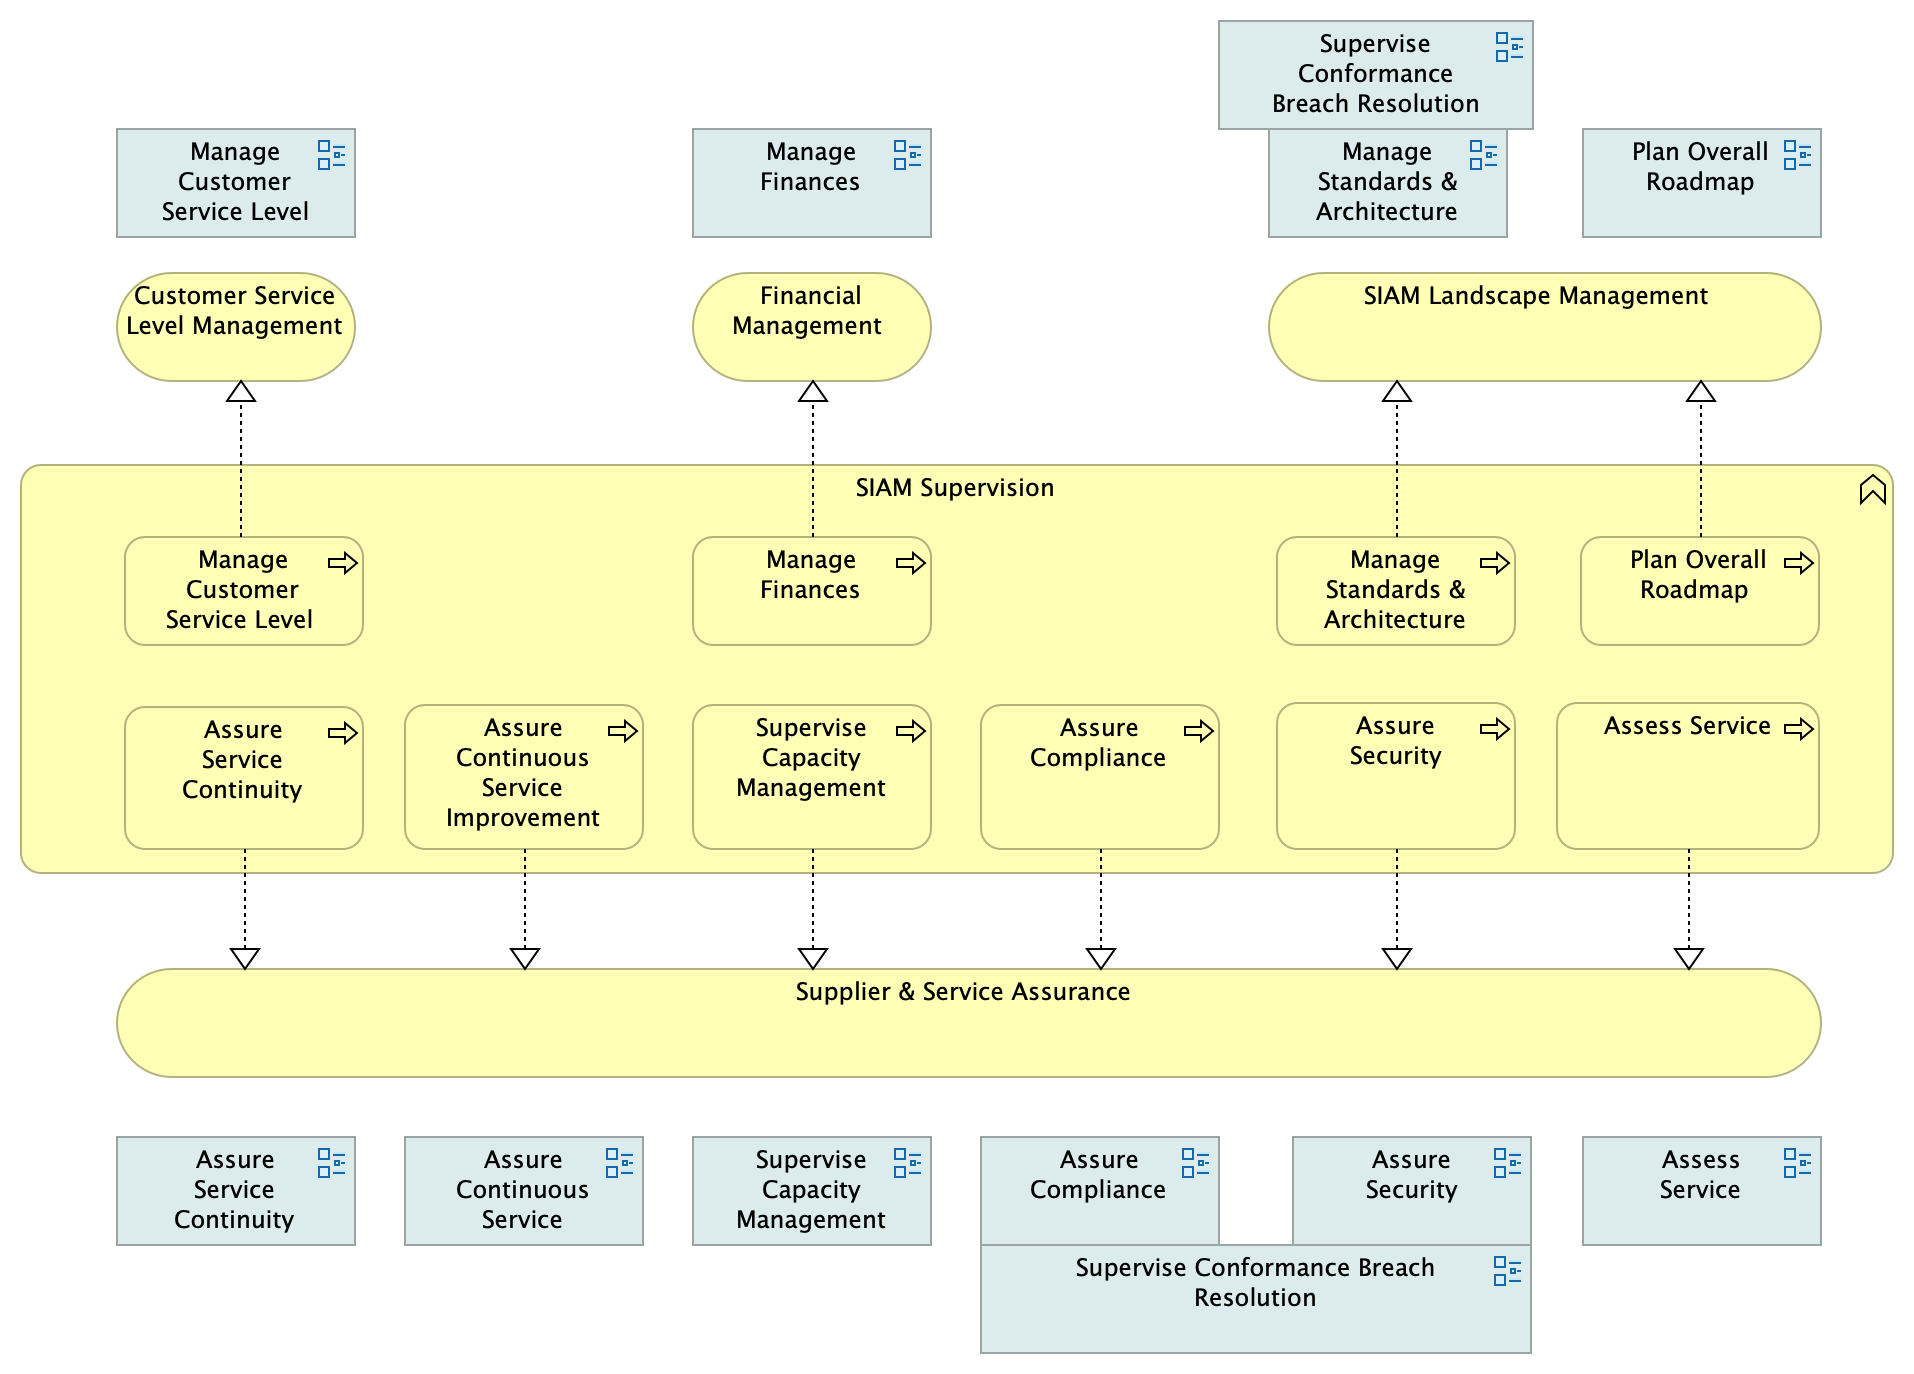 Supervise
Conformance
Breach Resolution
Manage
Customer
Service Level
Manage
Finances
Manage
Standards &
Architecture
Plan Overall
Roadmap
Customer Service
Level Management
Financial
Management
SIAM Landscape Management
SIAM Supervision
Manage
Customer
Service Level
Manage
Finances
Manage
Standards &
Architecture
Plan Overall
Roadmap
Assure
Service
Continuity
Assure
Continuous
Service
Improvement
Supervise
Capacity
Management
Assure
Compliance
Assure
Security
Assess Service
Supplier & Service Assurance
Assure
Service
Continuity
Assure
Continuous
Service
Supervise
Capacity
Management
Assure
Compliance
Assure
Security
Assess
Service
Supervise Conformance Breach
Resolution